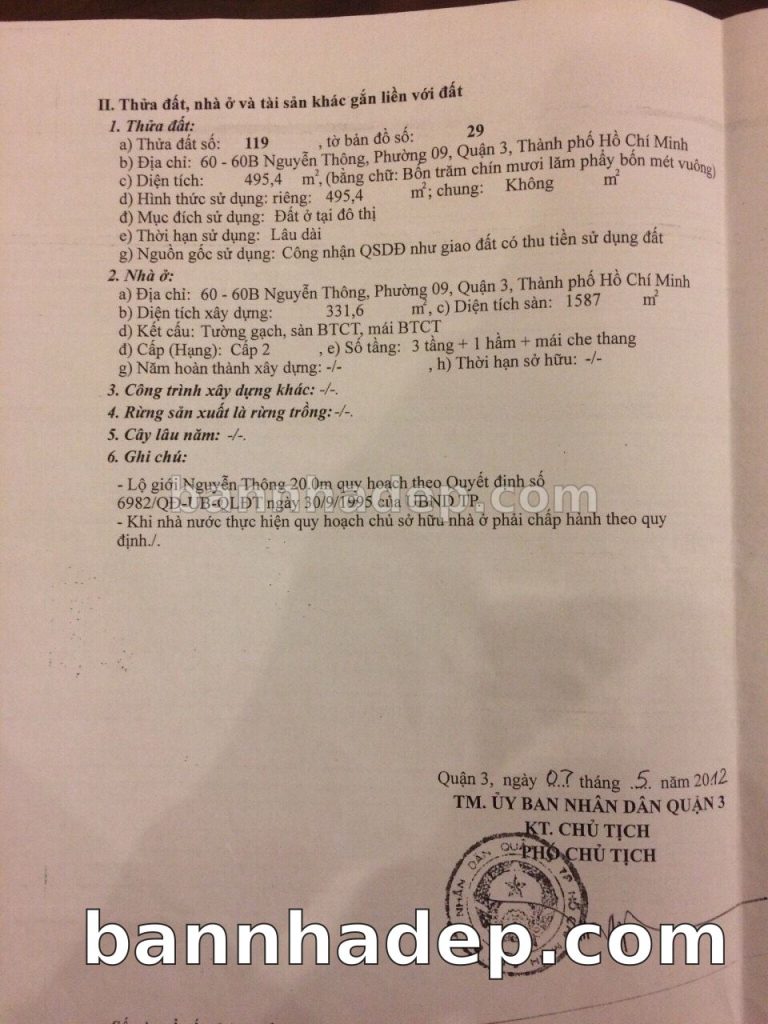 II. Thửa đất, nhà ở và tài sản khác gắn liền với đất
1. Thửa đất:
a) Thửa đất số: 119 , tờ bản đồ số: 29
b) Địa chỉ: 60 - 60B Nguyễn Thông, Phường 09, Quận 3, Thành phố Hồ Chí Minh
c) Diện tích: 495,4 m², (bằng chữ: Bốn trăm chín mươi lăm phẩy bốn mét vuông)
d) Hình thức sử dụng: riêng: 495,4 m²; chung: Không m²
đ) Mục đích sử dụng: Đất ở tại đô thị
e) Thời hạn sử dụng: Lâu dài
g) Nguồn gốc sử dụng: Công nhận QSDĐ như giao đất có thu tiền sử dụng đất
2. Nhà ở:
a) Địa chỉ: 60 - 60B Nguyễn Thông, Phường 09, Quận 3, Thành phố Hồ Chí Minh
b) Diện tích xây dựng: 331,6 m², c) Diện tích sàn: 1587 m²
d) Kết cấu: Tường gạch, sàn BTCT, mái BTCT
đ) Cấp (Hạng): Cấp 2 , e) Số tầng: 3 tầng + 1 hầm + mái che thang
g) Năm hoàn thành xây dựng: -/- , h) Thời hạn sở hữu: -/-
3. Công trình xây dựng khác: -/-.
4. Rừng sản xuất là rừng trồng: -/-.
5. Cây lâu năm: -/-.
6. Ghi chú:
- Lộ giới Nguyễn Thông 20.0m quy hoạch theo Quyết định số
6982/QĐ-UB-QLĐT ngày 30/9/1995 của UBND TP.
bannhadep.com
- Khi nhà nước thực hiện quy hoạch chủ sở hữu nhà ở phải chấp hành theo quy
định./.
Quận 3, ngày 07 tháng 5 năm 2012
TM. ỦY BAN NHÂN DÂN QUẬN 3
KT. CHỦ TỊCH
PHÓ CHỦ TỊCH
bannhadep.com